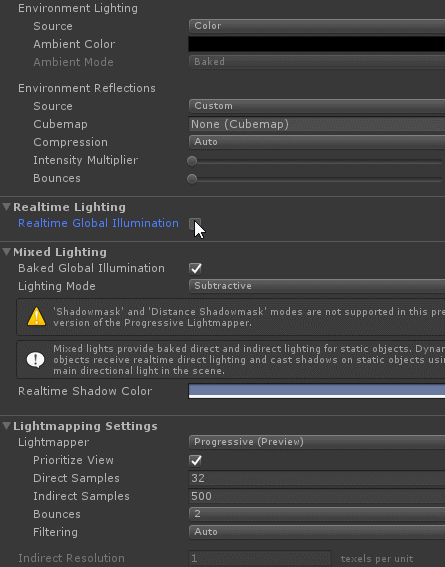 Environment Lighting
Source Color
Ambient Color
Ambient Mode Baked
Environment Reflections
Source Custom
Cubemap None (Cubemap)
Compression Auto
Intensity Multiplier
Bounces
Realtime Lighting
Realtime Global Illumination
Mixed Lighting
Baked Global Illumination
Lighting Mode Subtractive
'Shadowmask' and 'Distance Shadowmask' modes are not supported in this pre
version of the Progressive Lightmapper.
Mixed lights provide baked direct and indirect lighting for static objects. Dynam
objects receive realtime direct lighting and cast shadows on static objects usin
main directional light in the scene.
Realtime Shadow Color
Lightmapping Settings
Lightmapper Progressive (Preview)
Prioritize View
Direct Samples 32
Indirect Samples 500
Bounces 2
Filtering Auto
Indirect Resolution 1 texels per unit